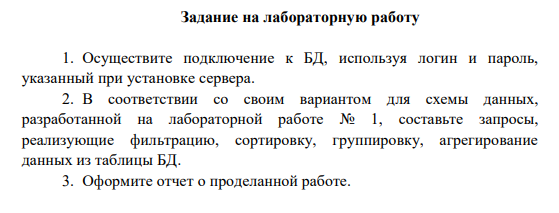 Задание на лабораторную работу
1. Осуществите подключение к БД, используя логин и пароль,
указанный при установке сервера.
2. В соответствии со своим вариантом для схемы данных,
разработанной на лабораторной работе № 1, составьте запросы,
реализующие фильтрацию, сортировку, группировку, агрегирование
данных из таблицы БД.
3. Оформите отчет о проделанной работе.